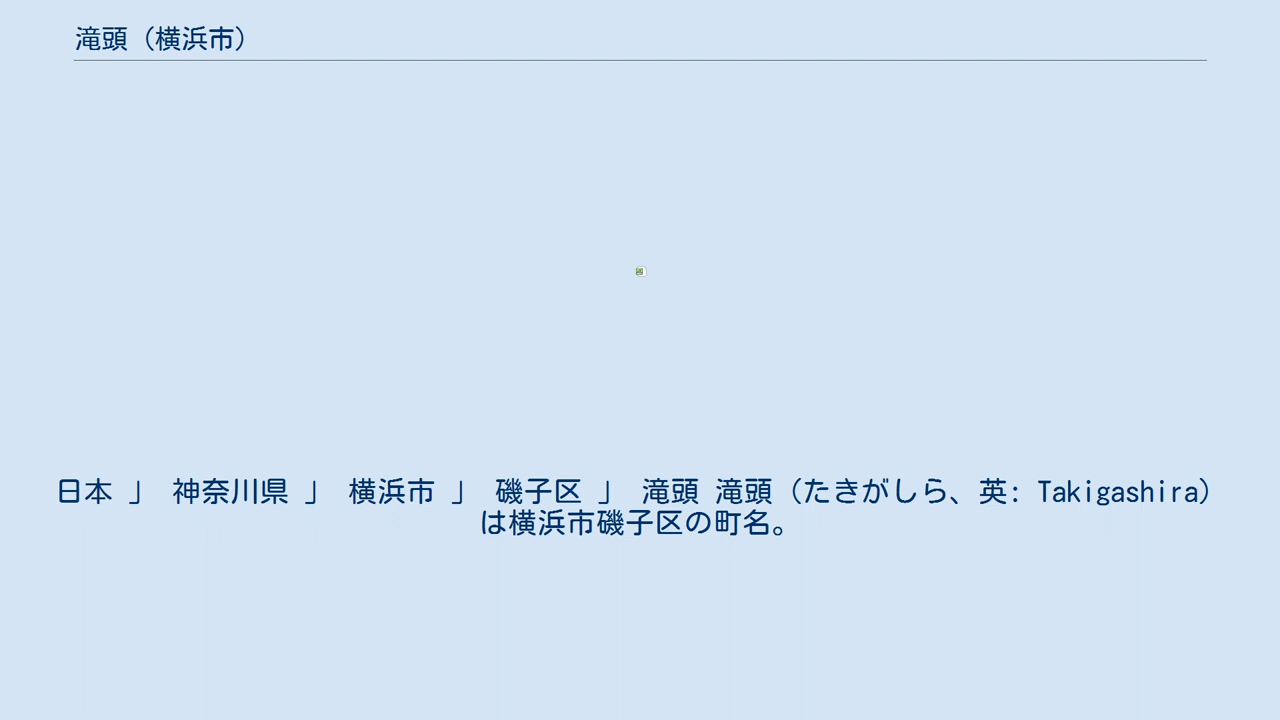 滝頭（横浜市）
日本 」 神奈川県 」 横浜市 」 磯子区 」 滝頭 滝頭（たきがしら、英: Takigashira）
は横浜市磯子区の町名。